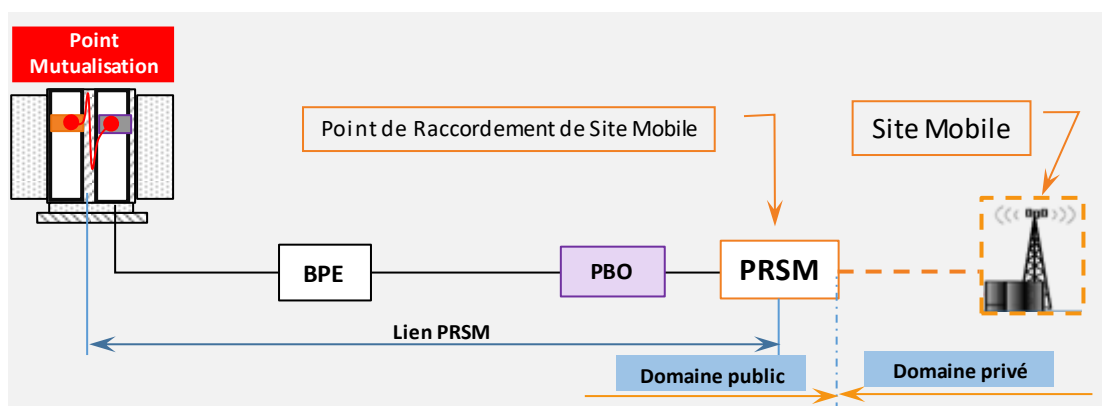 Point
Mutualisation
Point de Raccordement de Site Mobile
Site Mobile
BPE
PBO
PRSM
Lien PRSM
Domaine public
Domaine privé